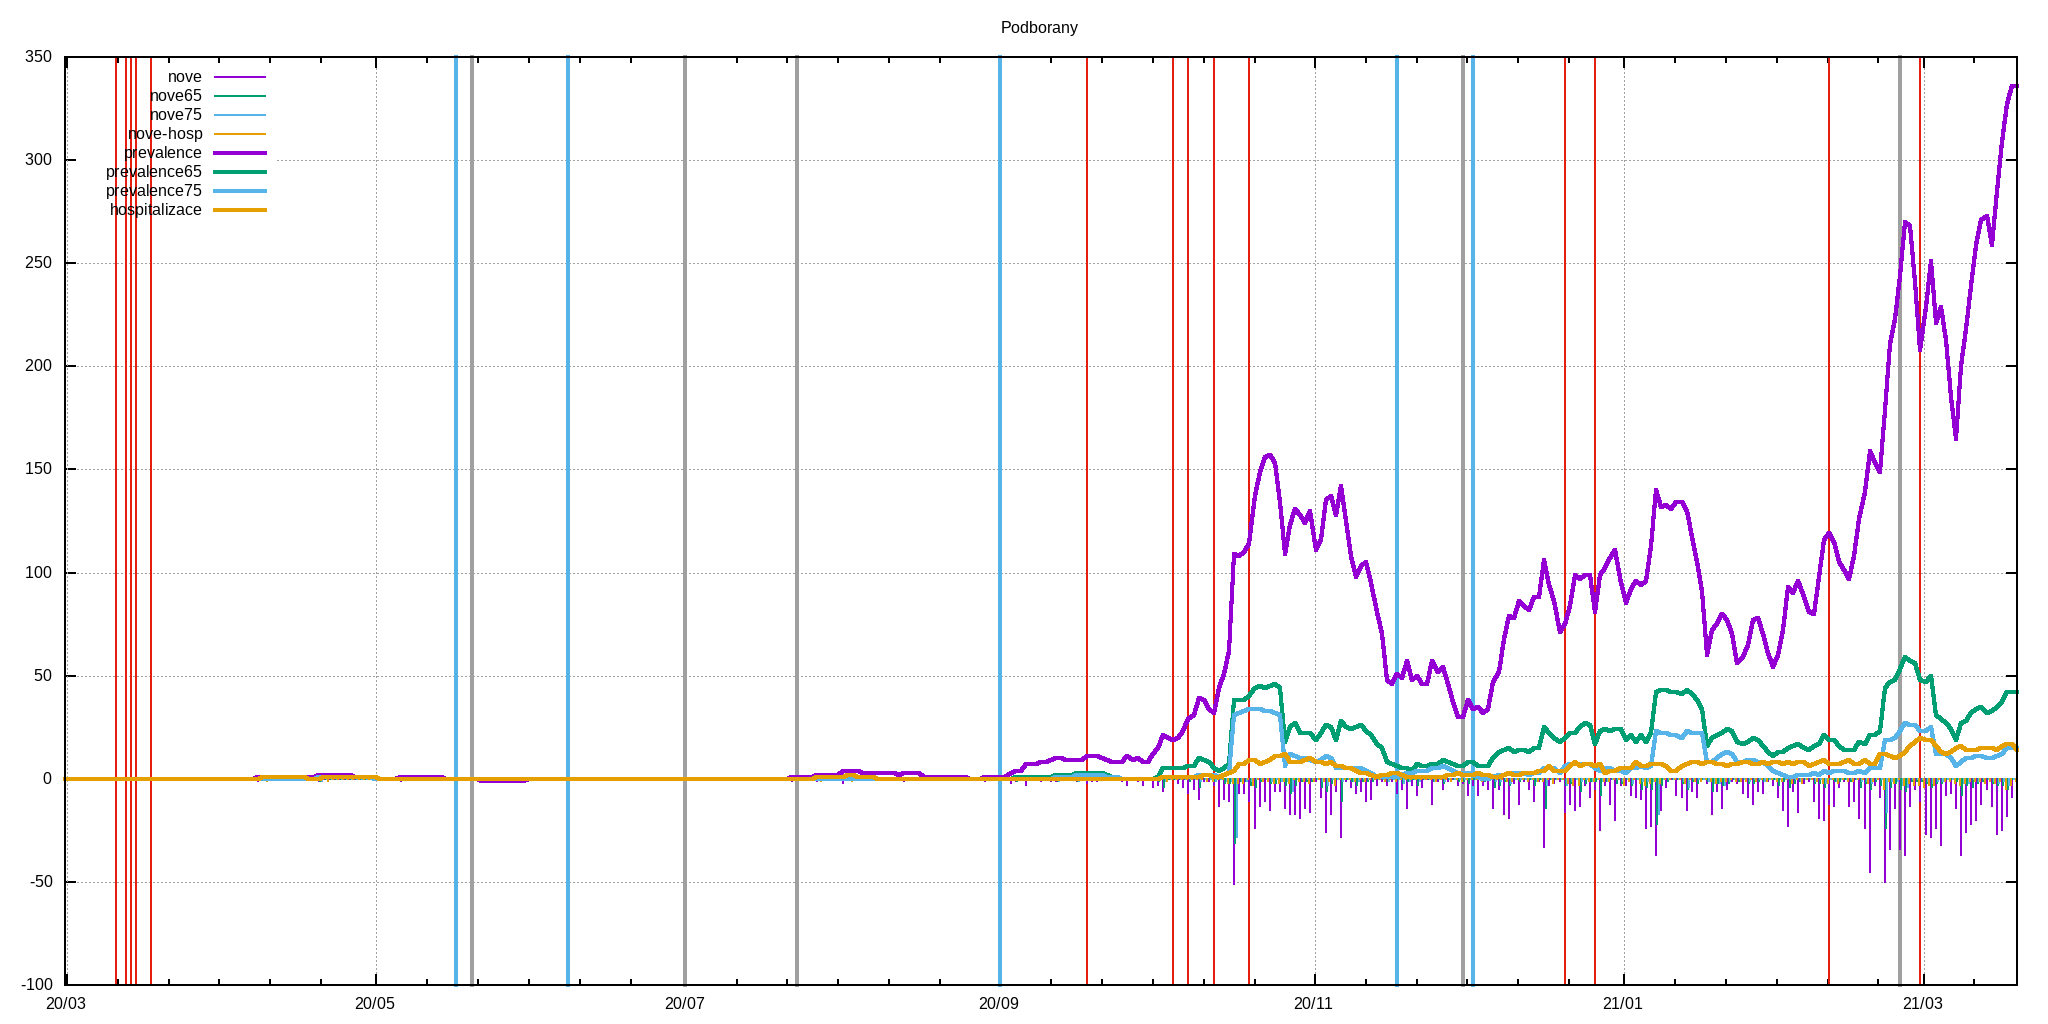 Podborany
350
300
250
200
150
100
50
0
-50
-100
nove
nove65
nove75
nove-hosp
prevalence
prevalence65
prevalence75
hospitalizace
20/03 20/05 20/07 20/09 20/11 21/01 21/03